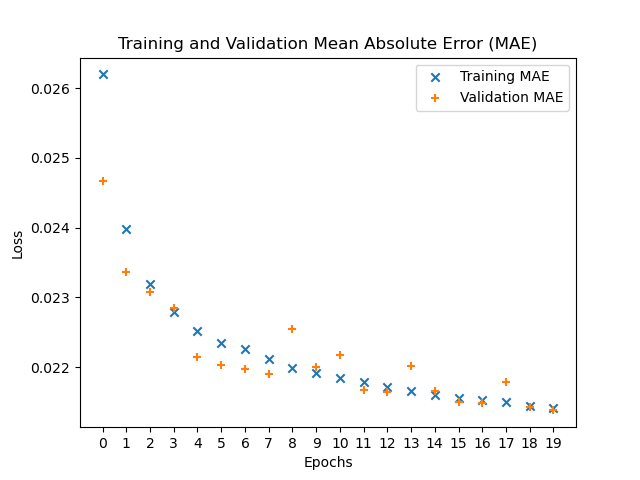 Training and Validation Mean Absolute Error (MAE)
Training MAE
Validation MAE
0.026
0.025
0.024
0.023
0.022
Loss
0 1 2 3 4 5 6 7 8 9 10 11 12 13 14 15 16 17 18 19
Epochs